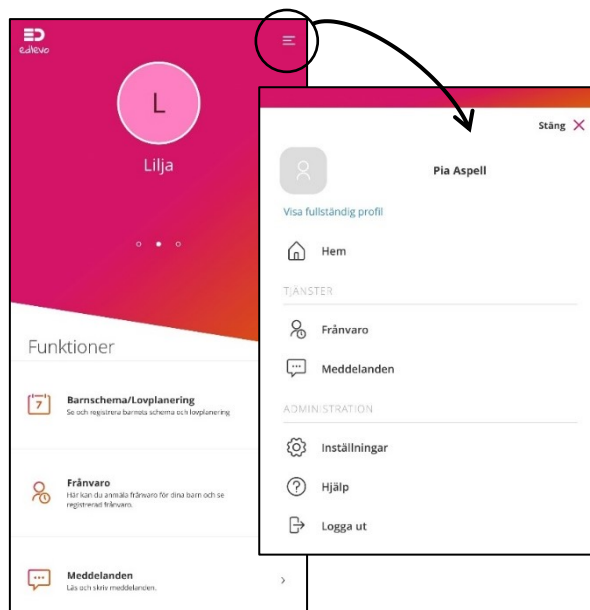 edlevo
L
Lilja
Funktioner
7
Barnschema/Lovplanering
Se och registrera barnets schema och lovplanering
Frånvaro
Här kan du anmäla frånvaro för dina barn och se
registrerad frånvaro.
Meddelanden
Läs och skriv meddelanden.
Stäng
Pia Aspell
Visa fullständig profil
Hem
TJÄNSTER
Frånvaro
Meddelanden
ADMINISTRATION
Inställningar
Hjälp
Logga ut